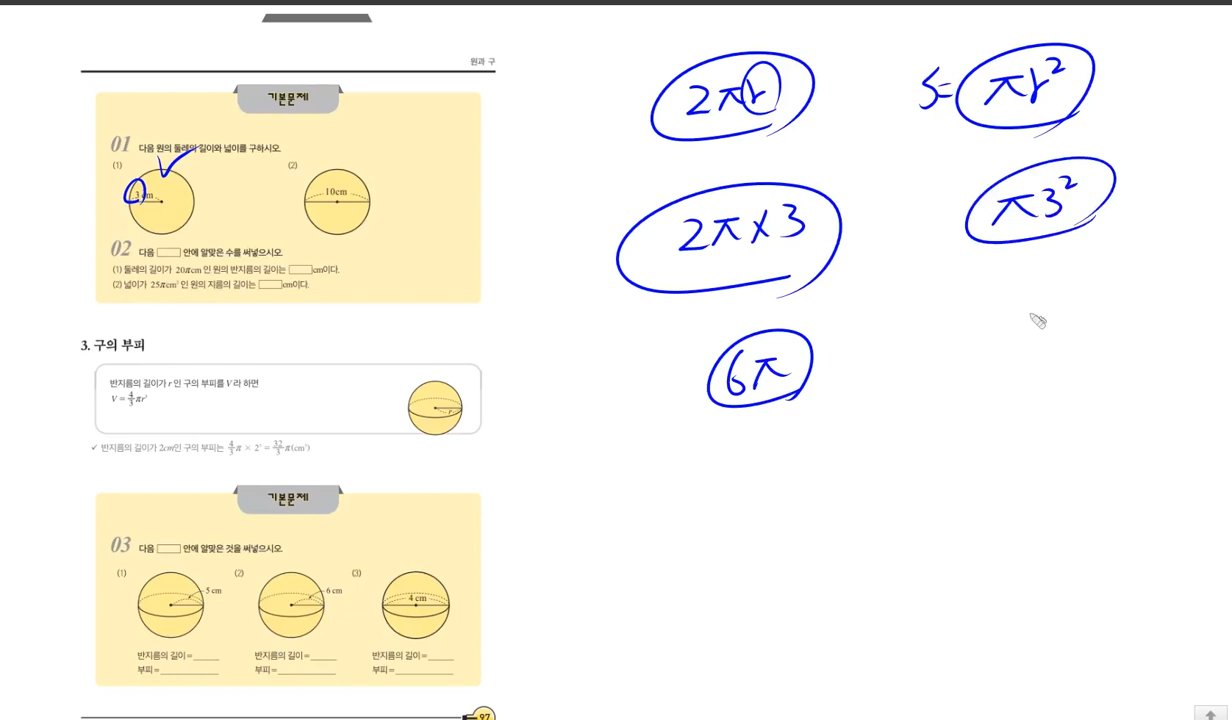 원과 구
기본문제
01 다음 원의 둘레의 길이와 넓이를 구하시오.
(1) (2)
3 cm 10cm
02 다음 안에 알맞은 수를 써넣으시오.
(1) 둘레의 길이가 20πcm 인 원의 반지름의 길이는 cm이다.
(2) 넓이가 25πcm² 인 원의 지름의 길이는 cm이다.
3. 구의 부피
반지름의 길이가 r 인 구의 부피를 V 라 하면
V = 4/3 πr³
r
✓ 반지름의 길이가 2cm인 구의 부피는 4/3 π × 2³ = 32/3 π(cm³)
기본문제
03 다음 안에 알맞은 것을 써넣으시오.
(1) (2) (3)
5 cm 6 cm 4 cm
반지름의 길이= 반지름의 길이= 반지름의 길이=
부피= 부피= 부피=
97
2πr S= πr²
2π×3 π3²
6π